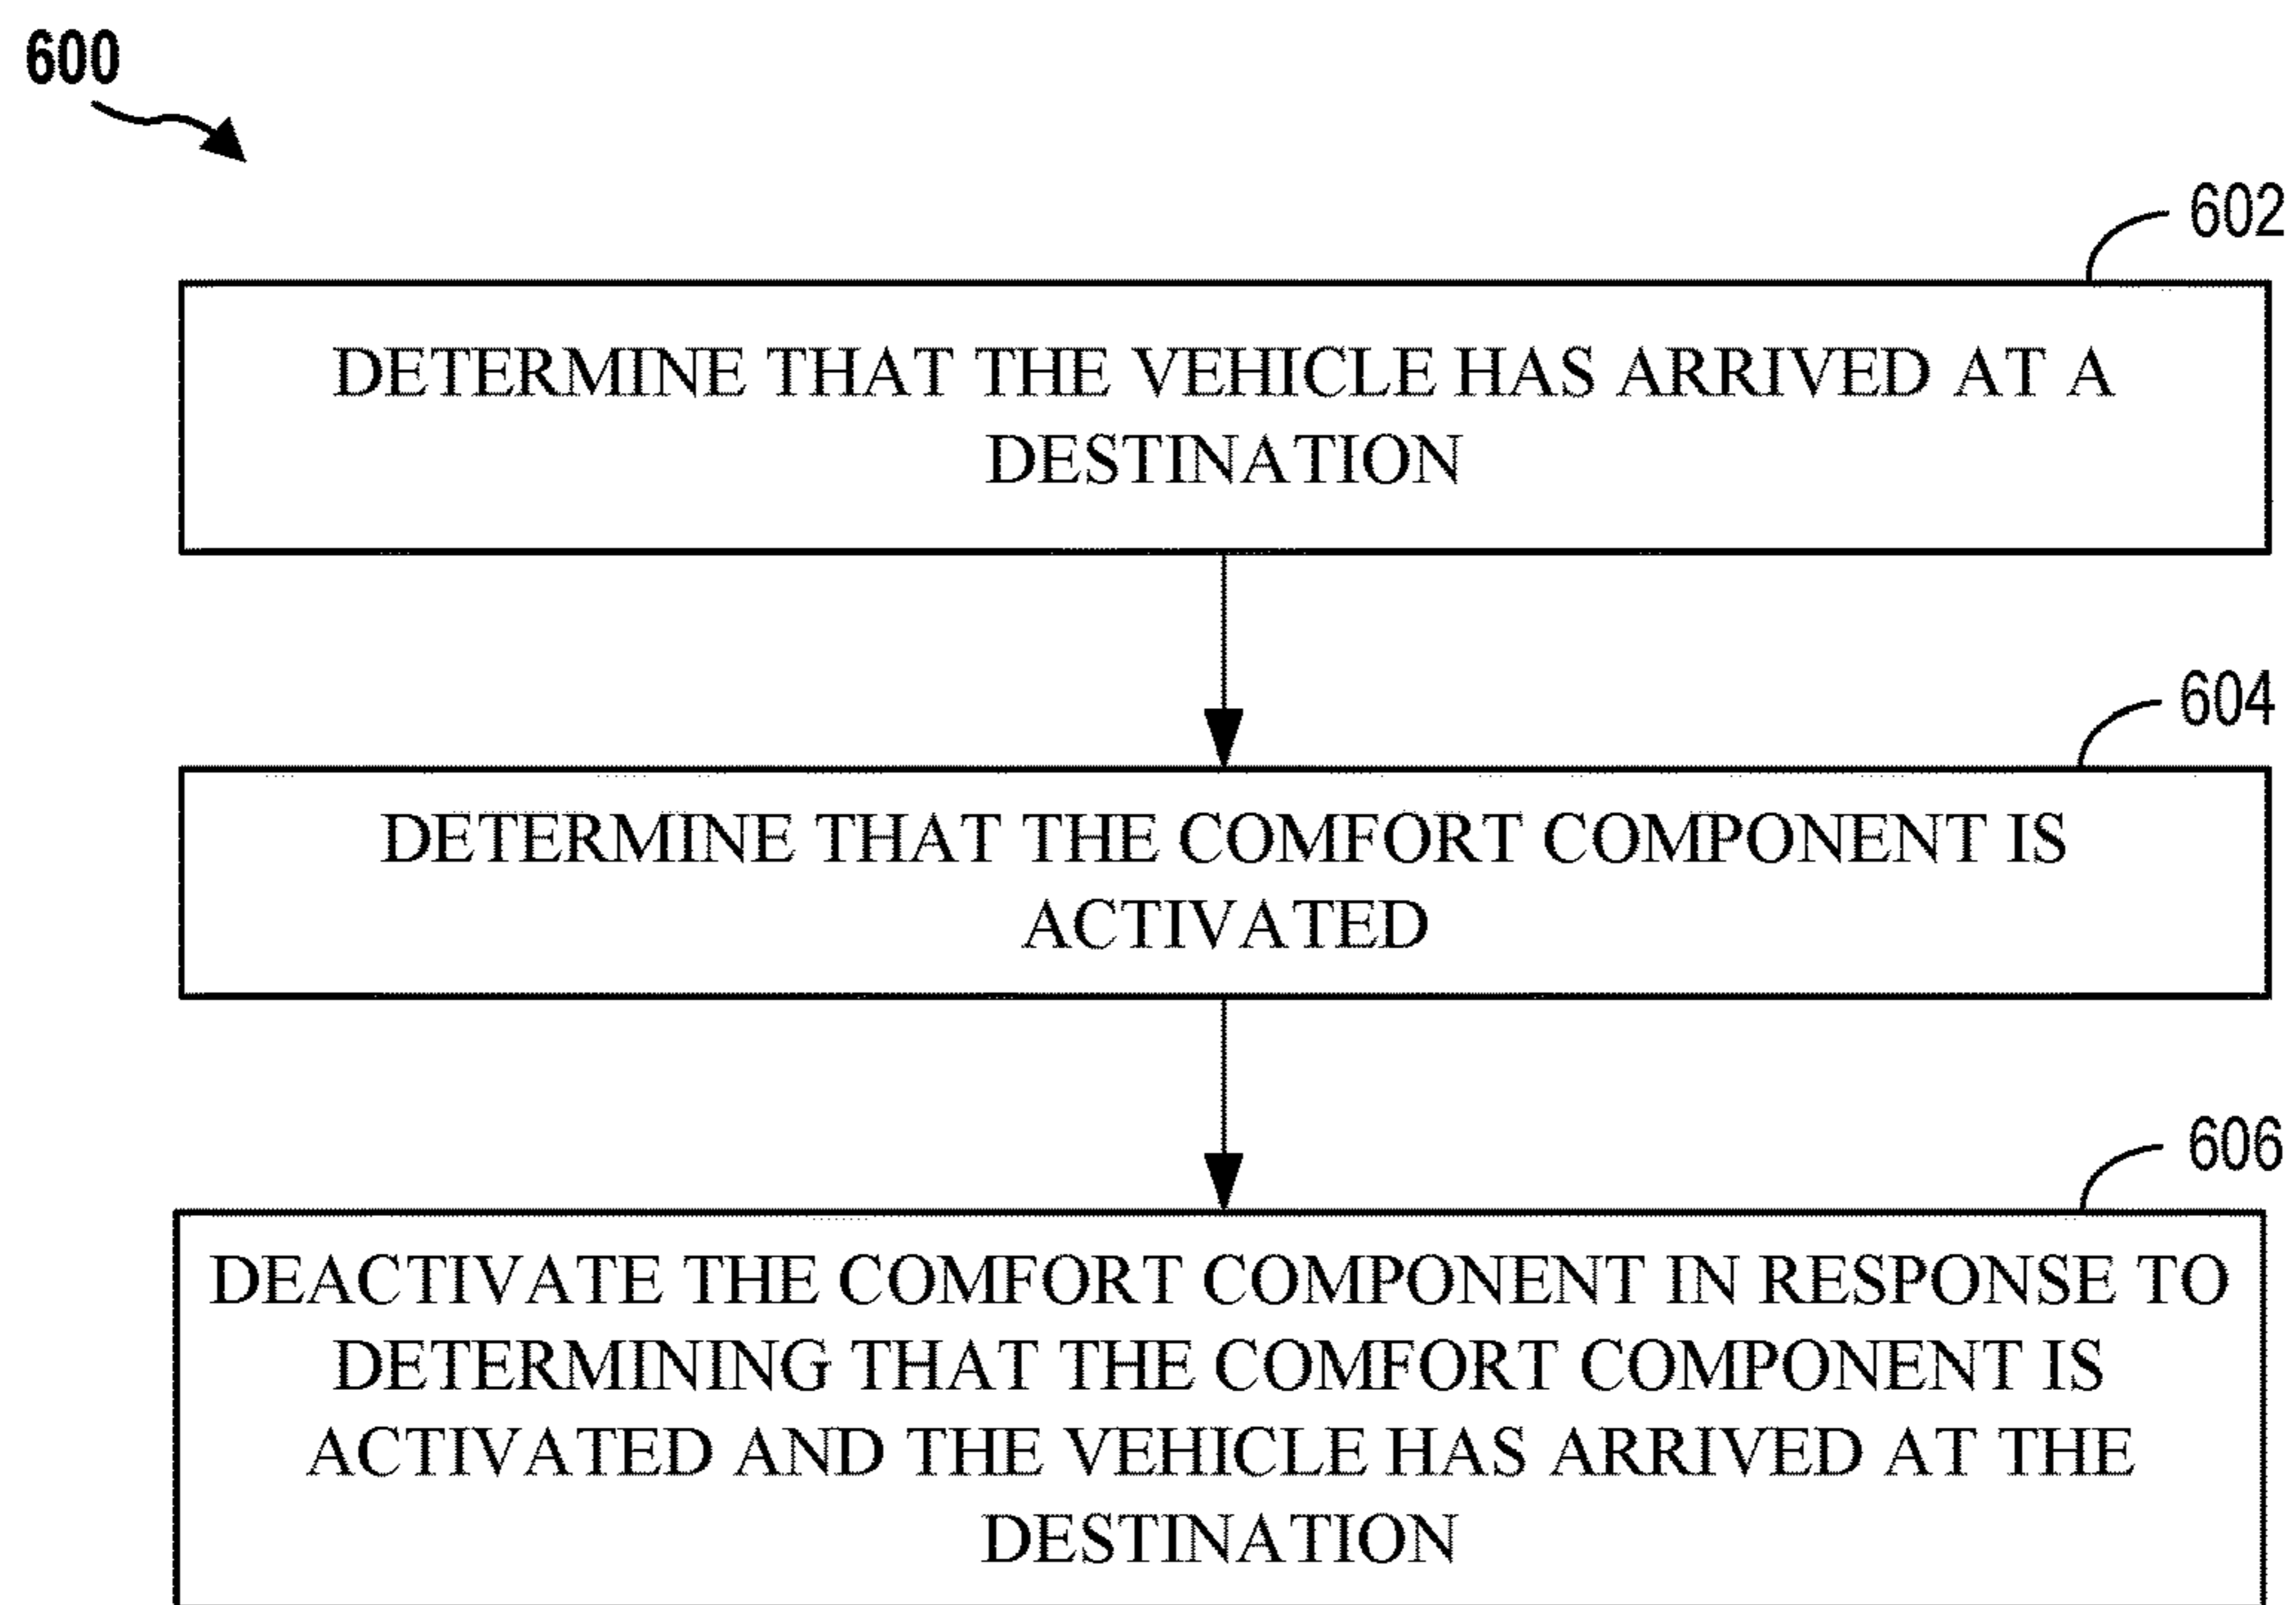 600
602
DETERMINE THAT THE VEHICLE HAS ARRIVED AT A
DESTINATION
604
DETERMINE THAT THE COMFORT COMPONENT IS
ACTIVATED
606
DEACTIVATE THE COMFORT COMPONENT IN RESPONSE TO
DETERMINING THAT THE COMFORT COMPONENT IS
ACTIVATED AND THE VEHICLE HAS ARRIVED AT THE
DESTINATION